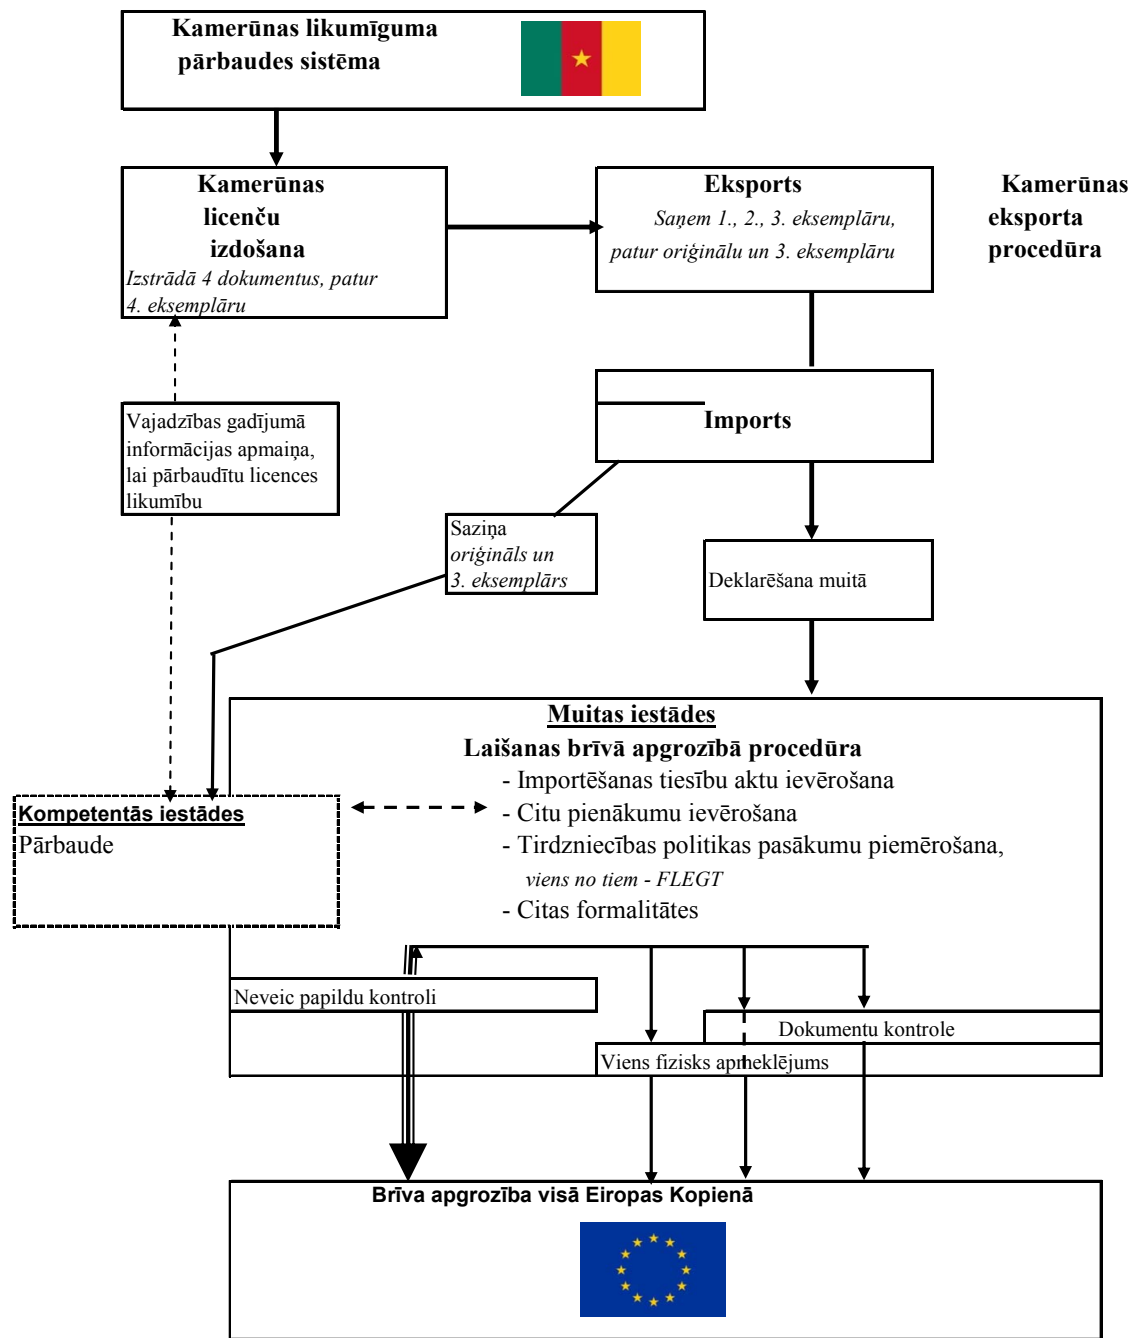 Kamerūnas likumīguma
pārbaudes sistēma
Kamerūnas
licenču
izdošana
Izstrādā 4 dokumentus, patur
4. eksemplāru
Eksports
Saņem 1., 2., 3. eksemplāru,
patur oriģinālu un 3. eksemplāru
Kamerūnas
eksporta
procedūra
Imports
Vajadzības gadījumā
informācijas apmaiņa,
lai pārbaudītu licences
likumību
Saziņa
oriģināls un
3. eksemplārs
Deklarēšana muitā
Muitas iestādes
Laišanas brīvā apgrozībā procedūra
- Importēšanas tiesību aktu ievērošana
- Citu pienākumu ievērošana
- Tirdzniecības politikas pasākumu piemērošana,
viens no tiem - FLEGT
- Citas formalitātes
Kompetentās iestādes
Pārbaude
Neveic papildu kontroli
Dokumentu kontrole
Viens fizisks apmeklējums
Brīva apgrozība visā Eiropas Kopienā